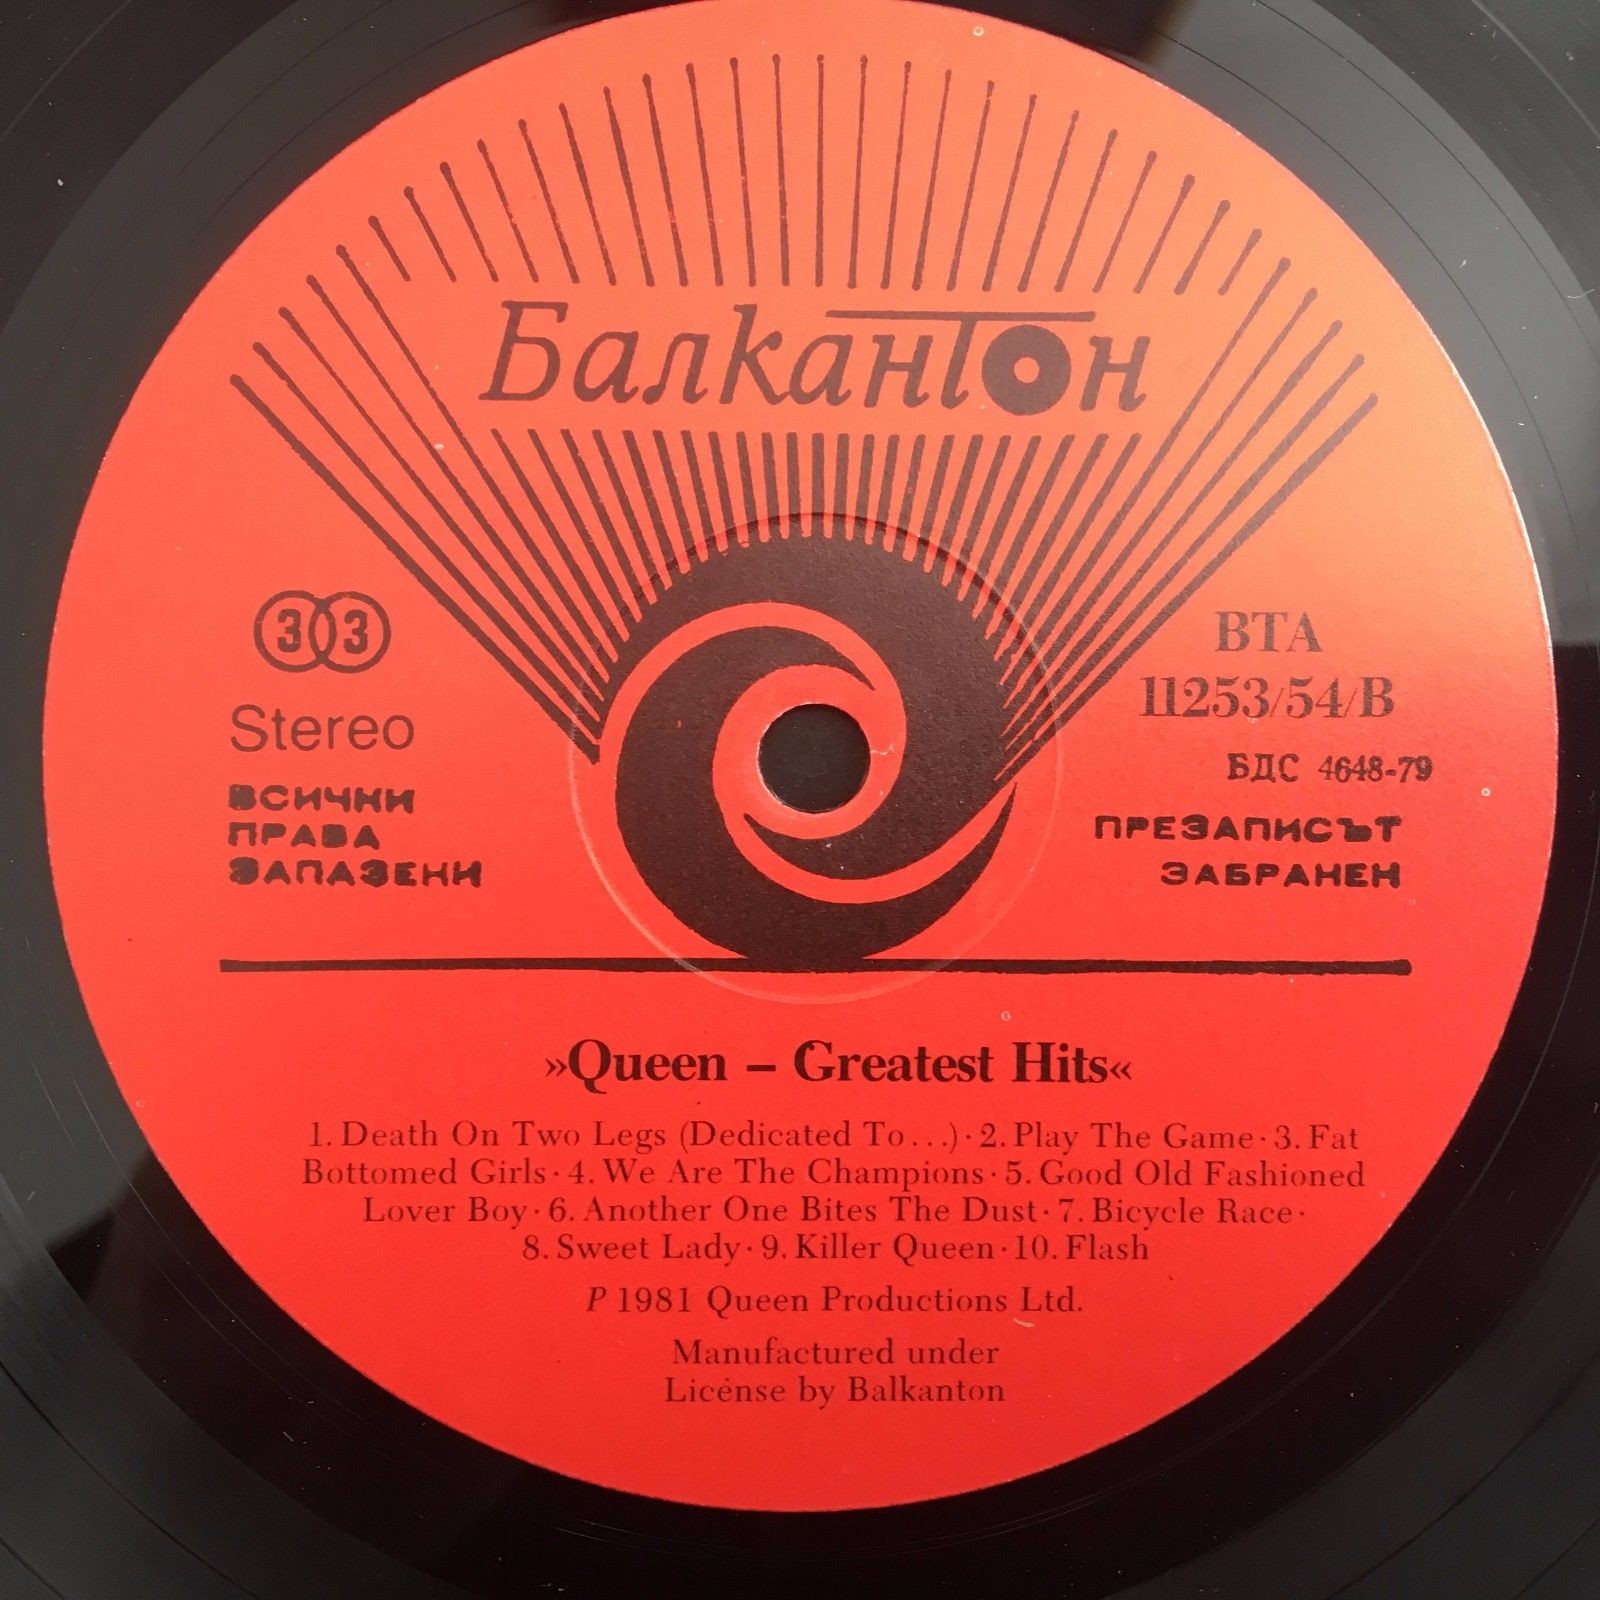 Балкантон
33
Stereo
ВСИЧКИ
ПРАВА
ЗАПАЗЕНИ
ВТА
11253/54/В
БДС 4648-79
ПРЕЗАПИСЪТ
ЗАБРАНЕН
»Queen – Greatest Hits«
1. Death On Two Legs (Dedicated To...) · 2. Play The Game · 3. Fat
Bottomed Girls · 4. We Are The Champions · 5. Good Old Fashioned
Lover Boy · 6. Another One Bites The Dust · 7. Bicycle Race ·
8. Sweet Lady · 9. Killer Queen · 10. Flash
P 1981 Queen Productions Ltd.
Manufactured under
License by Balkanton